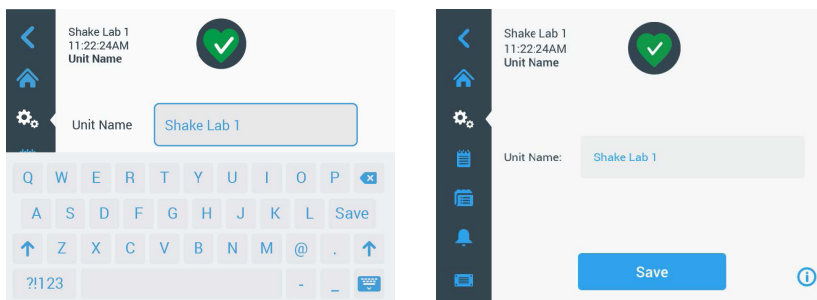 Shake Lab 1
11:22:24AM
Unit Name
Unit Name
Shake Lab 1
Q W E R T Y U I O P
A S D F G H J K L Save
Z X C V B N M @ .
?!123 - _
Shake Lab 1
11:22:24AM
Unit Name
Unit Name:
Shake Lab 1
Save